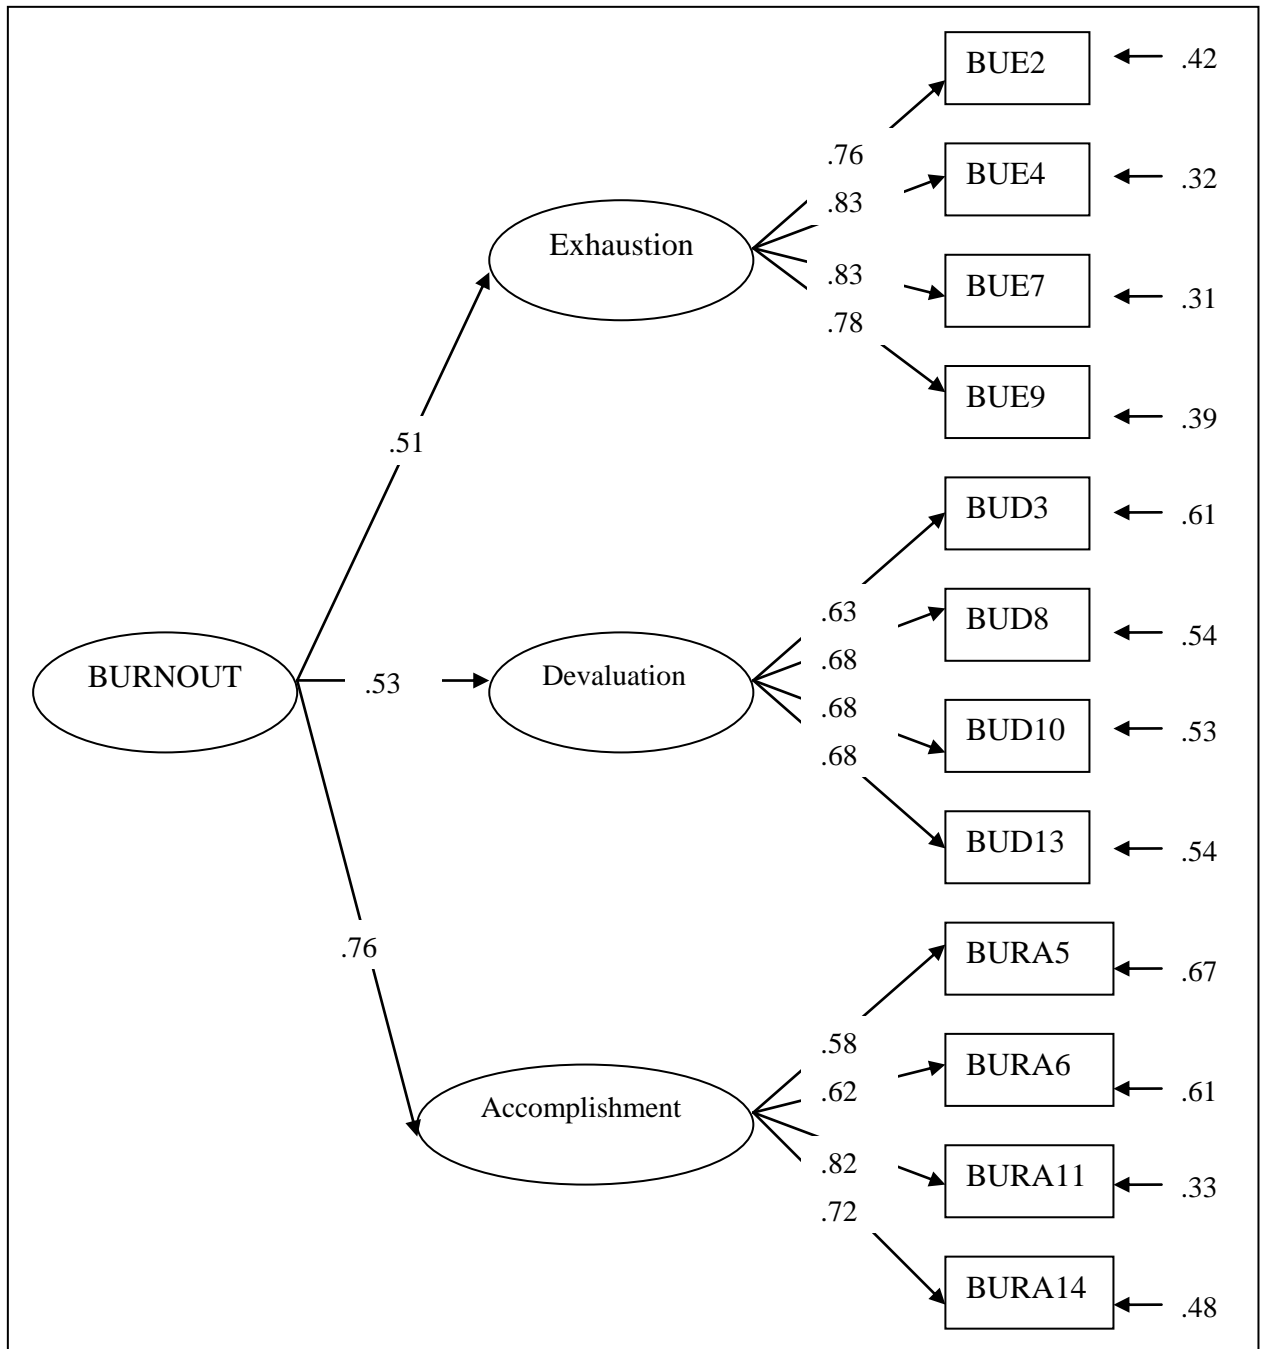 BUE2
.42
.76
BUE4
.32
.83
Exhaustion
.83
BUE7
.31
.78
BUE9
.39
.51
BUD3
.61
.63
BUD8
.54
BURNOUT
.53
Devaluation
.68
.68
BUD10
.53
.68
BUD13
.54
.76
BURA5
.67
.58
BURA6
.61
.62
Accomplishment
.82
BURA11
.33
.72
BURA14
.48